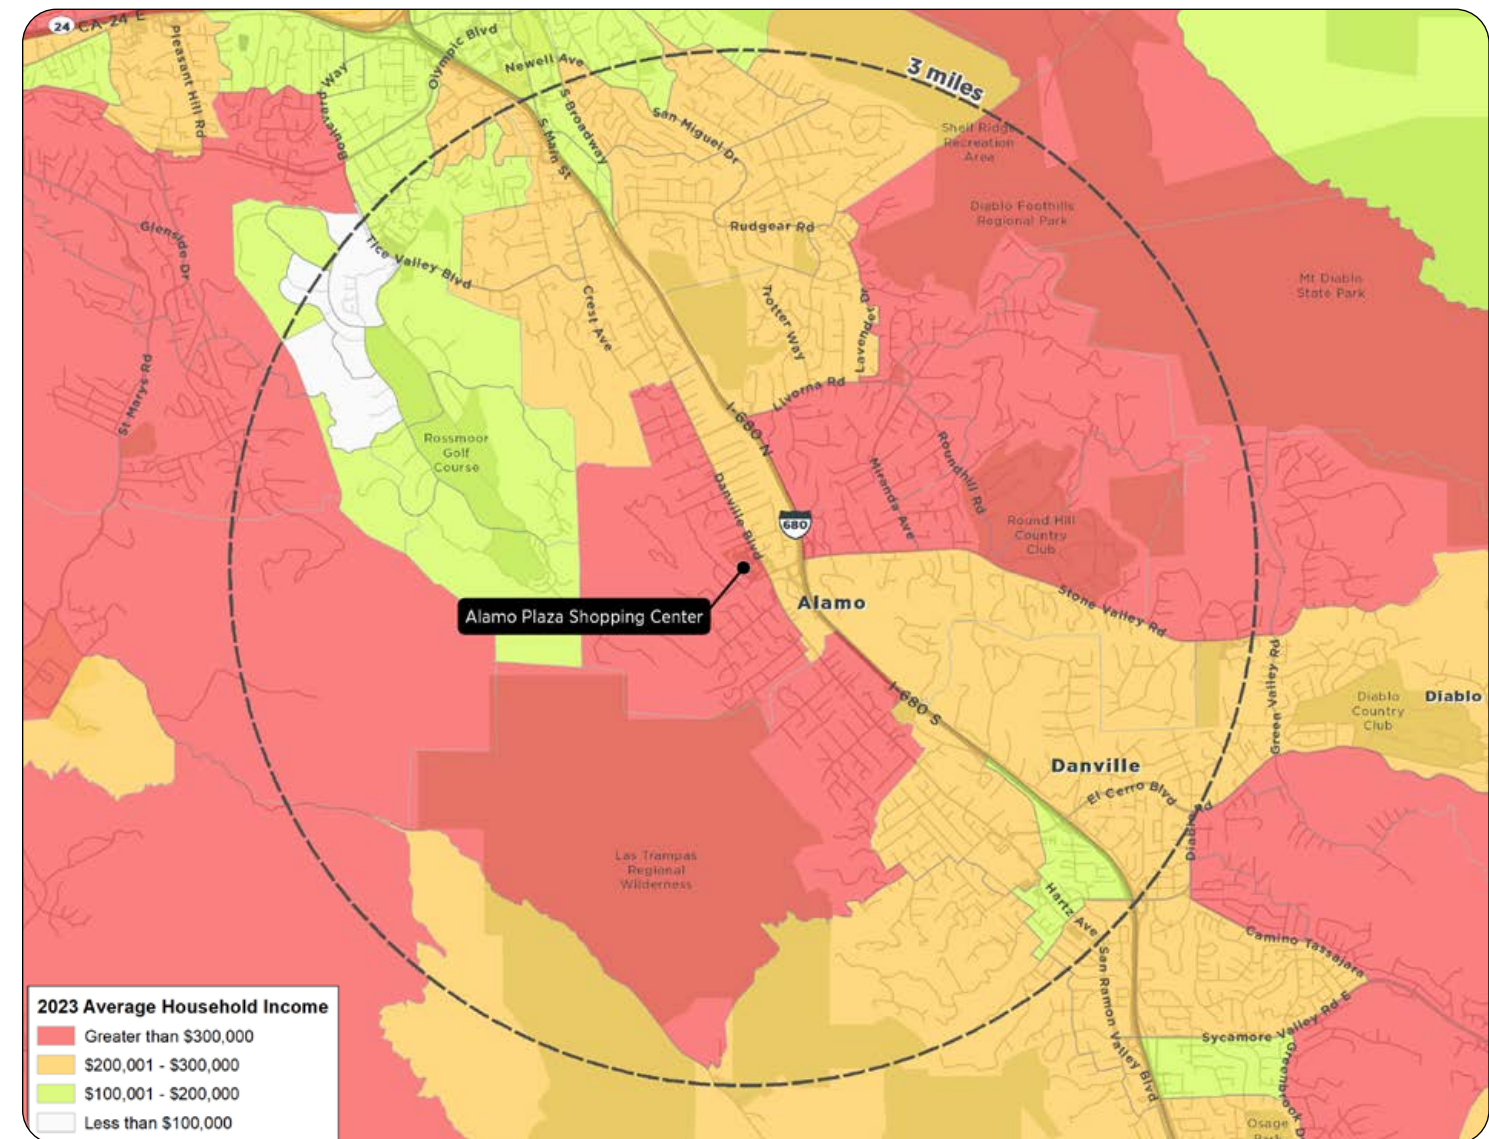 24 CA-24 E
Pleasant Hill Rd
Boulevard Way
Olympic Blvd
Newell Ave
S Broadway
S Main St
San Miguel Dr
3 miles
Shell Ridge
Recreation
Area
Diablo Foothills
Regional Park
Mt Diablo
State Park
Glenside Dr
Tice Valley Blvd
Rudgear Rd
Crest Ave
Trotter Way
Lavender Dr
St Marys Rd
Livorna Rd
I-680 N
Rossmoor
Golf
Course
Danville Blvd
Miranda Ave
Roundhill Rd
680
Round Hill
Country
Club
Alamo Plaza Shopping Center
Alamo
Stone Valley Rd
I-680 S
Green Valley Rd
Diablo
Country
Club
Diablo
Danville
El Cerro Blvd
Diablo Rd
Las Trampas
Regional
Wilderness
Hartz Ave
Camino Tassajara
San Ramon Valley Blvd
Sycamore Valley Rd E
Greenbrook D
Osage
Park
2023 Average Household Income
Greater than $300,000
$200,001 - $300,000
$100,001 - $200,000
Less than $100,000